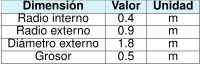 Dimensión Valor Unidad
Radio interno 0.4 m
Radio externo 0.9 m
Diámetro externo 1.8 m
Grosor 0.5 m